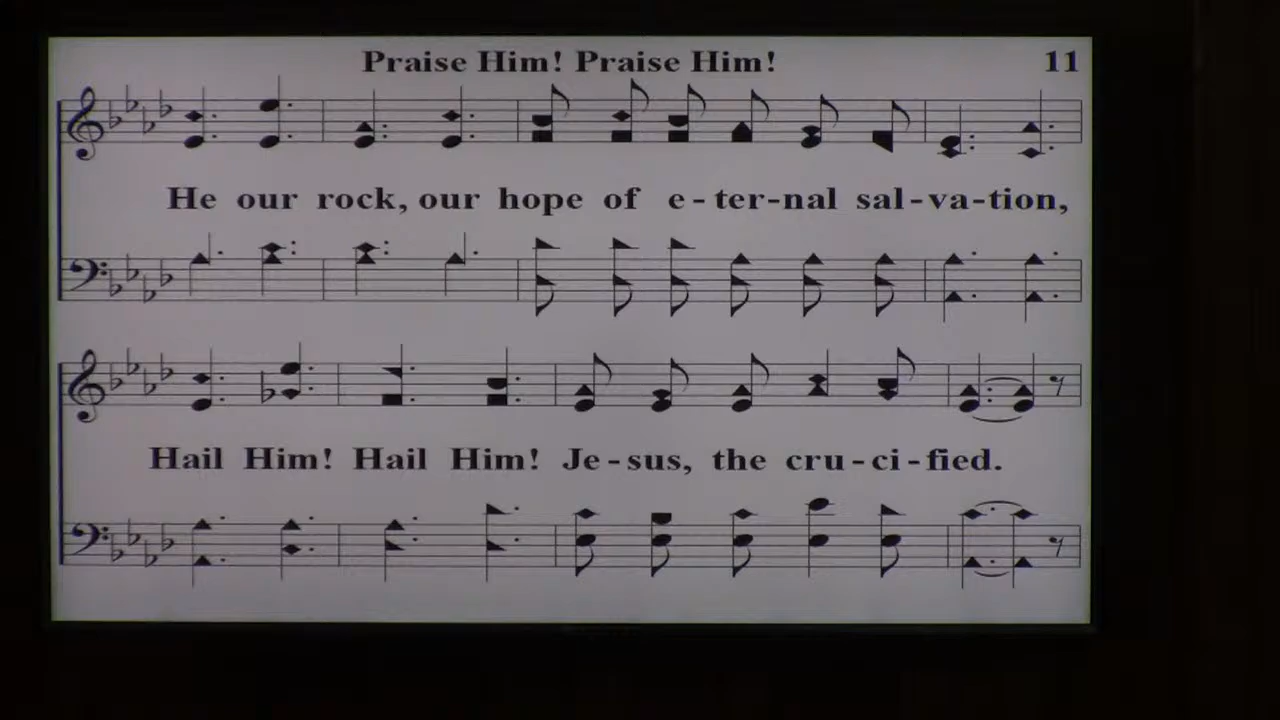 Praise Him! Praise Him! 11
He our rock, our hope of e - ter - nal sal - va - tion,
Hail Him! Hail Him! Je - sus, the cru - ci - fied.